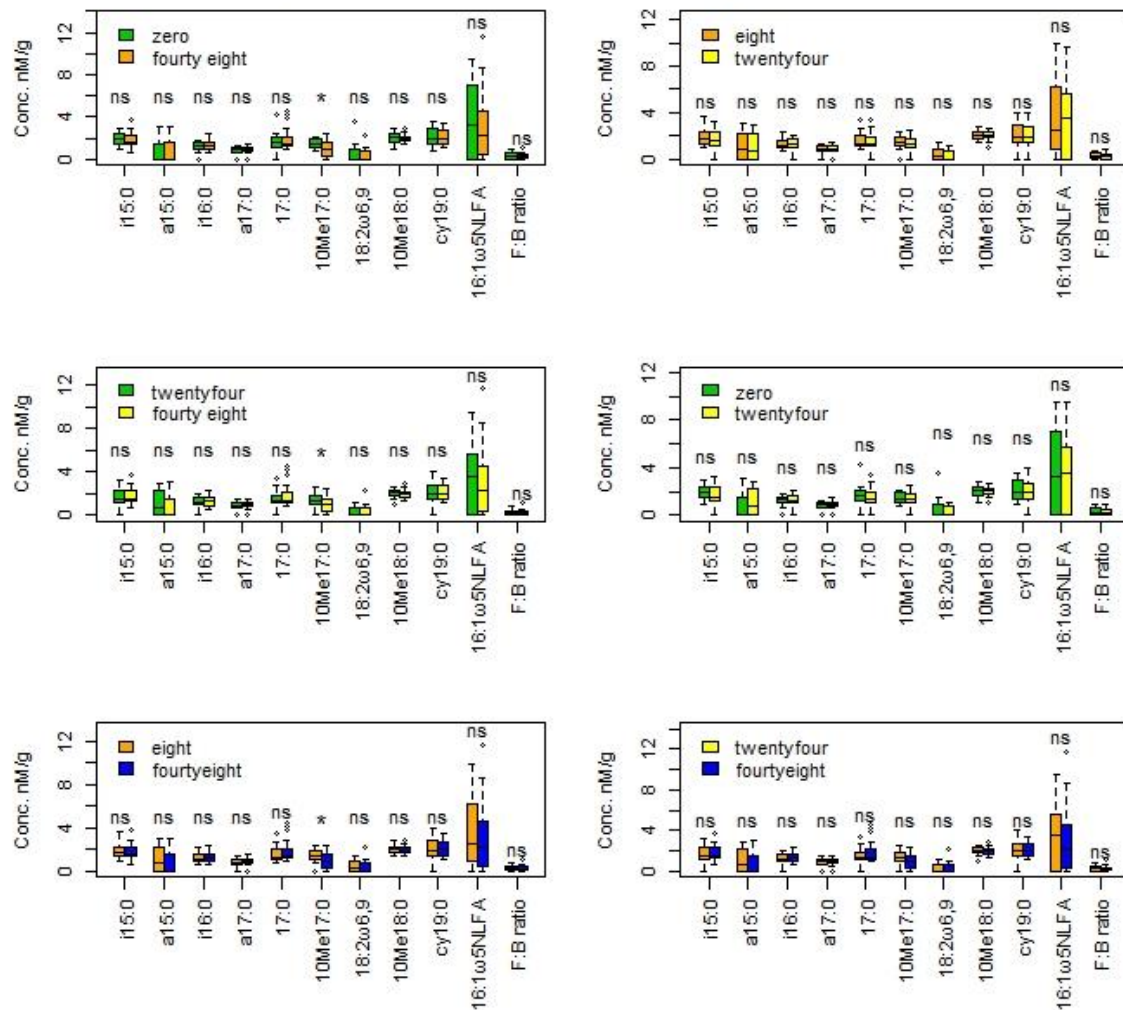 Conc. nM/g
12
8
4
0
zero
fourty eight
ns
ns ns ns ns ns * ns ns ns
ns
i15:0
a15:0
i16:0
a17:0
17:0
10Me17:0
18:2ω6,9
10Me18:0
cy19:0
16:1ω5NLFA
F:B ratio
Conc. nM/g
12
8
4
0
eight
twentyfour
ns
ns ns ns ns ns ns ns ns ns
ns
i15:0
a15:0
i16:0
a17:0
17:0
10Me17:0
18:2ω6,9
10Me18:0
cy19:0
16:1ω5NLFA
F:B ratio
Conc. nM/g
12
8
4
0
twentyfour
fourty eight
ns
ns ns ns ns ns * ns ns ns
ns
i15:0
a15:0
i16:0
a17:0
17:0
10Me17:0
18:2ω6,9
10Me18:0
cy19:0
16:1ω5NLFA
F:B ratio
Conc. nM/g
12
8
4
0
zero
twentyfour
ns
ns ns ns ns ns ns ns ns ns
ns
i15:0
a15:0
i16:0
a17:0
17:0
10Me17:0
18:2ω6,9
10Me18:0
cy19:0
16:1ω5NLFA
F:B ratio
Conc. nM/g
12
8
4
0
eight
fourtyeight
ns
ns ns ns ns ns * ns ns ns
ns
i15:0
a15:0
i16:0
a17:0
17:0
10Me17:0
18:2ω6,9
10Me18:0
cy19:0
16:1ω5NLFA
F:B ratio
Conc. nM/g
12
8
4
0
twentyfour
fourtyeight
ns
ns ns ns ns ns ns ns ns ns
ns
i15:0
a15:0
i16:0
a17:0
17:0
10Me17:0
18:2ω6,9
10Me18:0
cy19:0
16:1ω5NLFA
F:B ratio